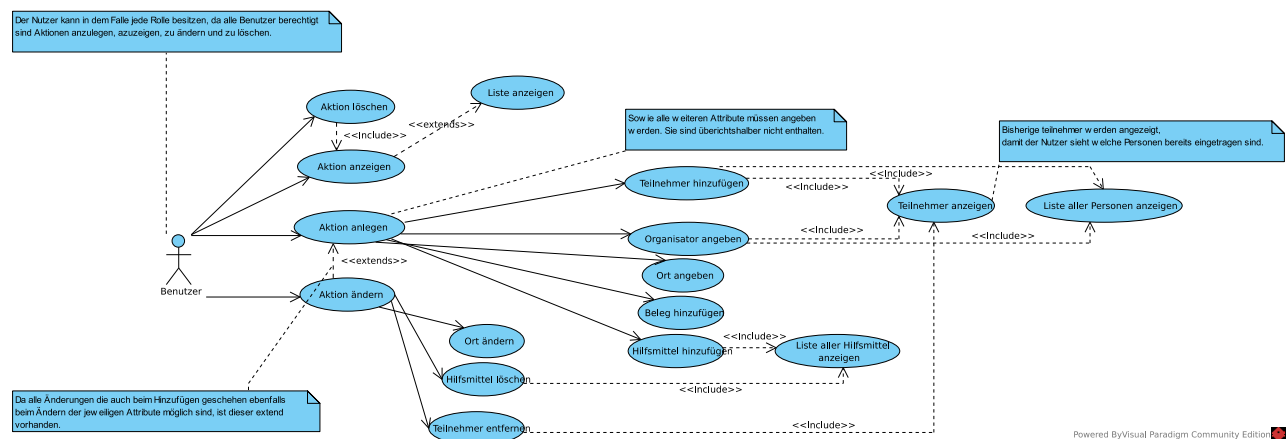 Der Nutzer kann in dem Falle jede Rolle besitzen, da alle Benutzer berechtigt
sind Aktionen anzulegen, azuzeigen, zu ändern und zu löschen.
Liste anzeigen
Aktion löschen
<<extends>>
<<Include>>
Aktion anzeigen
Sowie alle weiteren Attribute müssen angeben
werden. Sie sind überichtshalber nicht enthalten.
Bisherige teilnehmer werden angezeigt,
damit der Nutzer sieht welche Personen bereits eingetragen sind.
<<Include>>
Teilnehmer hinzufügen
<<Include>>
Teilnehmer anzeigen
Liste aller Personen anzeigen
Aktion anlegen
<<Include>>
Organisator angeben
<<Include>>
<<extends>>
Ort angeben
Benutzer
Aktion ändern
Beleg hinzufügen
<<Include>>
Ort ändern
Hilfsmittel hinzufügen
Liste aller Hilfsmittel
anzeigen
Hilfsmittel löschen
<<Include>>
Da alle Änderungen die auch beim Hinzufügen geschehen ebenfalls
beim Ändern der jeweiligen Attribute möglich sind, ist dieser extend
vorhanden.
Teilnehmer entfernen
<<Include>>
Powered ByVisual Paradigm Community Edition